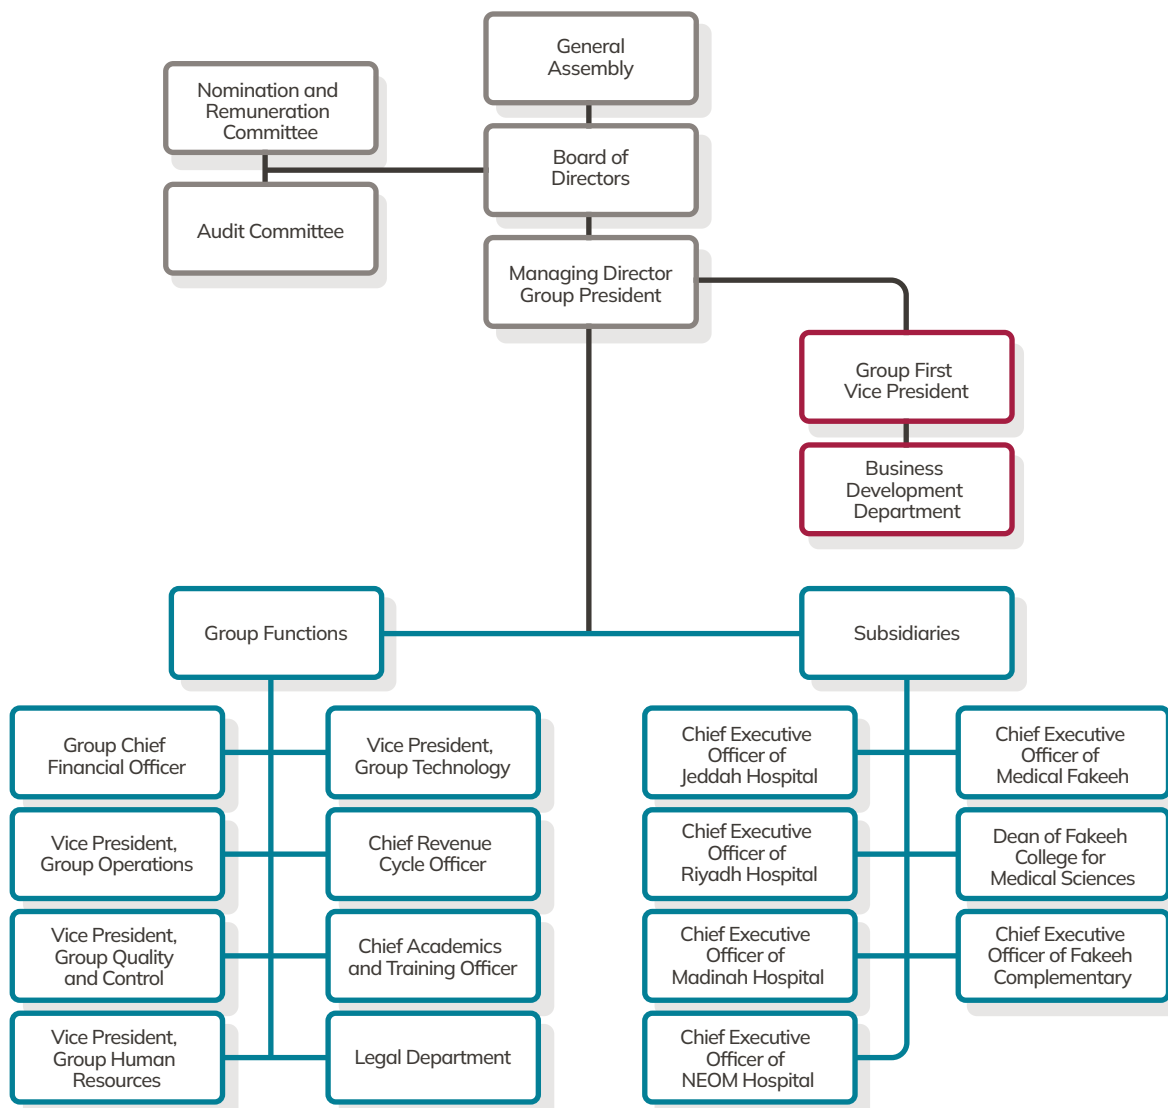 General
Assembly
Nomination and
Remuneration
Committee
Board of
Directors
Audit Committee
Managing Director
Group President
Group First
Vice President
Business
Development
Department
Group Functions
Subsidiaries
Group Chief
Financial Officer
Vice President,
Group Technology
Vice President,
Group Operations
Chief Revenue
Cycle Officer
Vice President,
Group Quality
and Control
Chief Academics
and Training Officer
Vice President,
Group Human
Resources
Legal Department
Chief Executive
Officer of
Jeddah Hospital
Chief Executive
Officer of
Medical Fakeeh
Chief Executive
Officer of
Riyadh Hospital
Dean of Fakeeh
College for
Medical Sciences
Chief Executive
Officer of
Madinah Hospital
Chief Executive
Officer of Fakeeh
Complementary
Chief Executive
Officer of
NEOM Hospital